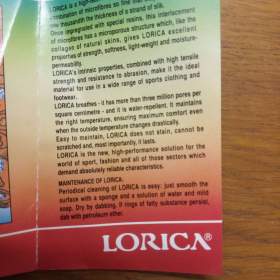 LORICA is a high-tech
combination of microfibres so fine that
one thousandth the thickness of a strand of silk.
Once impregnated with special resins, this interlacement
of microfibres has a microporous structure which, like the
collages of natural skins, gives LORICA excellent
properties of strength, softness, light-weight and moisture-
permeability.
LORICA's intrinsic properties, combined with high tensile
strength and resistance to abrasion, make it the ideal
material for use in a wide range of sports clothing and
footwear.
LORICA breathes - it has more than three million pores per
square centimetre - and it is water-repellent. It maintains
the right temperature, ensuring maximum comfort even
when the outside temperature changes drastically.
Easy to maintain, LORICA does not stain, cannot be
scratched and, most importantly, it lasts.
LORICA is the new, high-performance solution for the
world of sport, fashion and all of those sectors which
demand absolutely reliable characteristics.
MAINTENANCE OF LORICA:
Periodical cleaning of LORICA is easy: just smooth
the surface with a sponge and a solution of water and mild
soap. Dry by dabbing. If rings of fatty substance persist,
dab with petroleum ether.
LORICA®